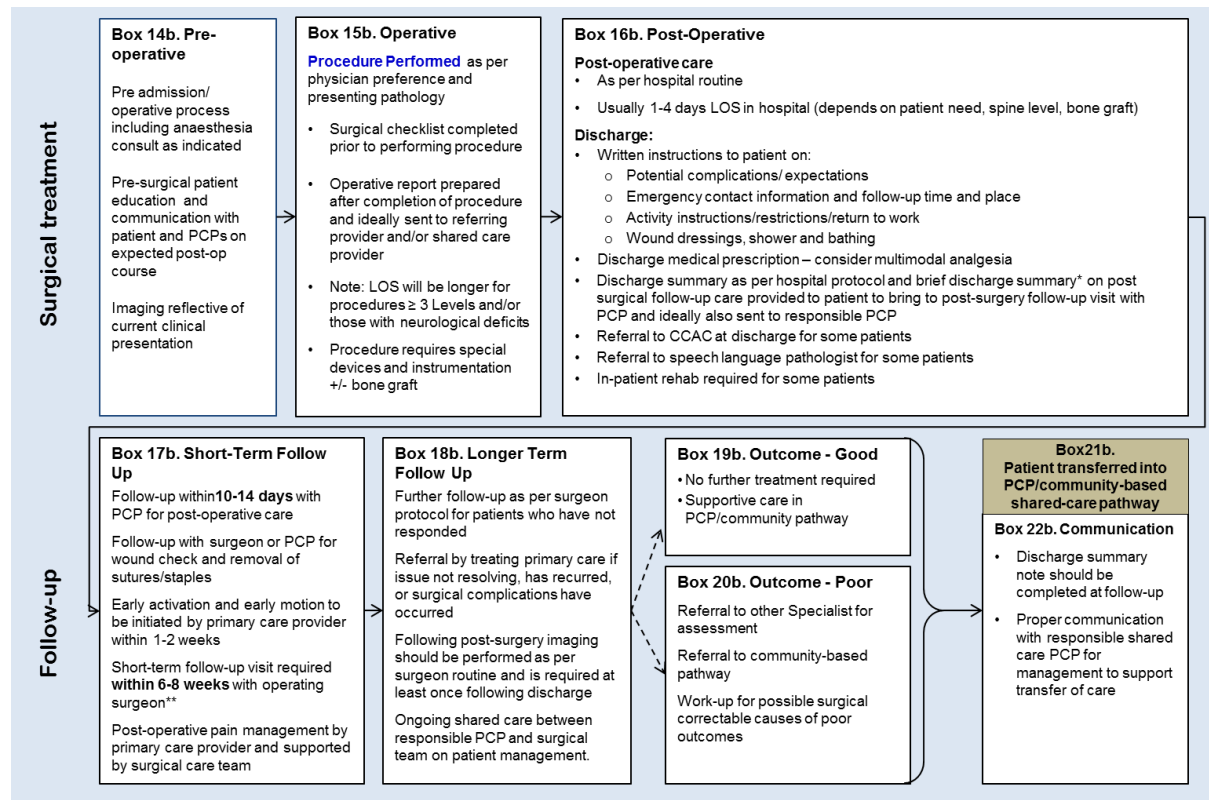 Surgical treatment
Box 14b. Pre-
operative
Pre admission/
operative process
including anaesthesia
consult as indicated
Pre-surgical patient
education and
communication with
patient and PCPs on
expected post-op
course
Imaging reflective of
current clinical
presentation
Box 15b. Operative
Procedure Performed as per
physician preference and
presenting pathology
• Surgical checklist completed
prior to performing procedure
• Operative report prepared
after completion of procedure
and ideally sent to referring
provider and/or shared care
provider
• Note: LOS will be longer for
procedures ≥ 3 Levels and/or
those with neurological deficits
• Procedure requires special
devices and instrumentation
+/- bone graft
Box 16b. Post-Operative
Post-operative care
• As per hospital routine
• Usually 1-4 days LOS in hospital (depends on patient need, spine level, bone graft)
Discharge:
• Written instructions to patient on:
o Potential complications/ expectations
o Emergency contact information and follow-up time and place
o Activity instructions/restrictions/return to work
o Wound dressings, shower and bathing
• Discharge medical prescription – consider multimodal analgesia
• Discharge summary as per hospital protocol and brief discharge summary* on post
surgical follow-up care provided to patient to bring to post-surgery follow-up visit with
PCP and ideally also sent to responsible PCP
• Referral to CCAC at discharge for some patients
• Referral to speech language pathologist for some patients
• In-patient rehab required for some patients
Follow-up
Box 17b. Short-Term Follow
Up
Follow-up within10-14 days with
PCP for post-operative care
Follow-up with surgeon or PCP for
wound check and removal of
sutures/staples
Early activation and early motion to
be initiated by primary care provider
within 1-2 weeks
Short-term follow-up visit required
within 6-8 weeks with operating
surgeon**
Post-operative pain management by
primary care provider and supported
by surgical care team
Box 18b. Longer Term
Follow Up
Further follow-up as per surgeon
protocol for patients who have not
responded
Referral by treating primary care if
issue not resolving, has recurred,
or surgical complications have
occurred
Following post-surgery imaging
should be performed as per
surgeon routine and is required at
least once following discharge
Ongoing shared care between
responsible PCP and surgical
team on patient management.
Box 19b. Outcome - Good
• No further treatment required
• Supportive care in
PCP/community pathway
Box 20b. Outcome - Poor
Referral to other Specialist for
assessment
Referral to community-based
pathway
Work-up for possible surgical
correctable causes of poor
outcomes
Box21b.
Patient transferred into
PCP/community-based
shared-care pathway
Box 22b. Communication
• Discharge summary
note should be
completed at follow-up
• Proper communication
with responsible shared
care PCP for
management to support
transfer of care